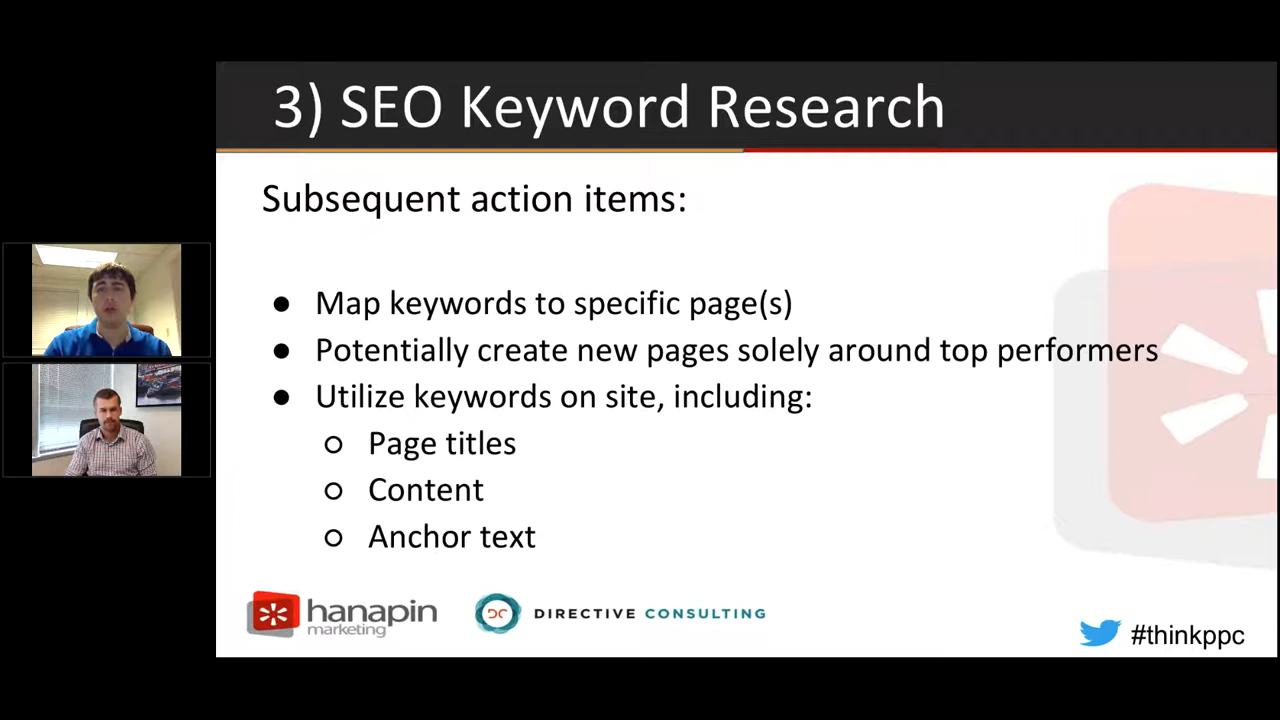 3) SEO Keyword Research
Subsequent action items:
● Map keywords to specific page(s)
● Potentially create new pages solely around top performers
● Utilize keywords on site, including:
○ Page titles
○ Content
○ Anchor text
hanapin
marketing
DC DIRECTIVE CONSULTING
#thinkppc